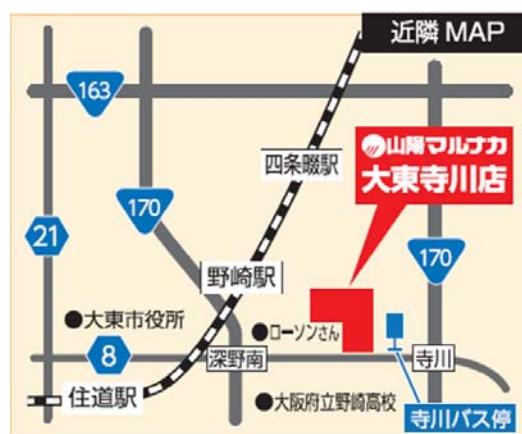 近隣 MAP
163
山陽マルナカ
大東寺川店
四条畷駅
170
21
170
野崎駅
●大東市役所
●ローソンさん
8
深野南
寺川
住道駅
●大阪府立野崎高校
寺川バス停